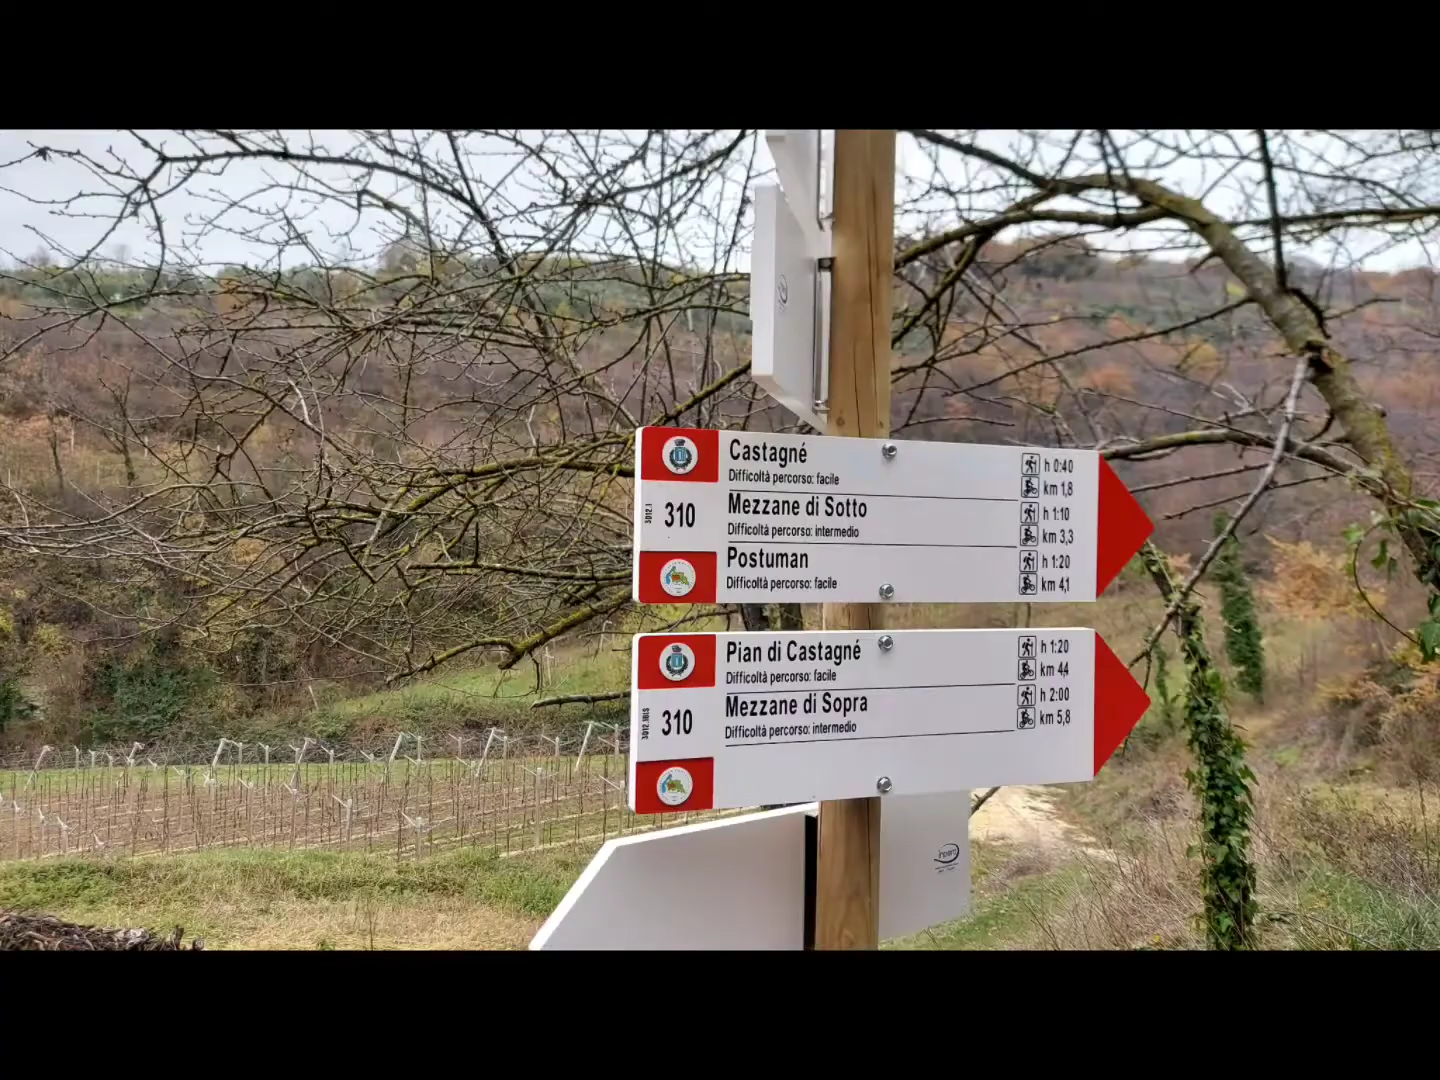 Castagné
Difficoltà percorso: facile
h 0:40
km 1,8
310
Mezzane di Sotto
Difficoltà percorso: intermedio
h 1:10
km 3,3
Postuman
Difficoltà percorso: facile
h 1:20
km 4,1
Pian di Castagné
Difficoltà percorso: facile
h 1:20
km 44
310
Mezzane di Sopra
Difficoltà percorso: intermedio
h 2:00
km 5,8